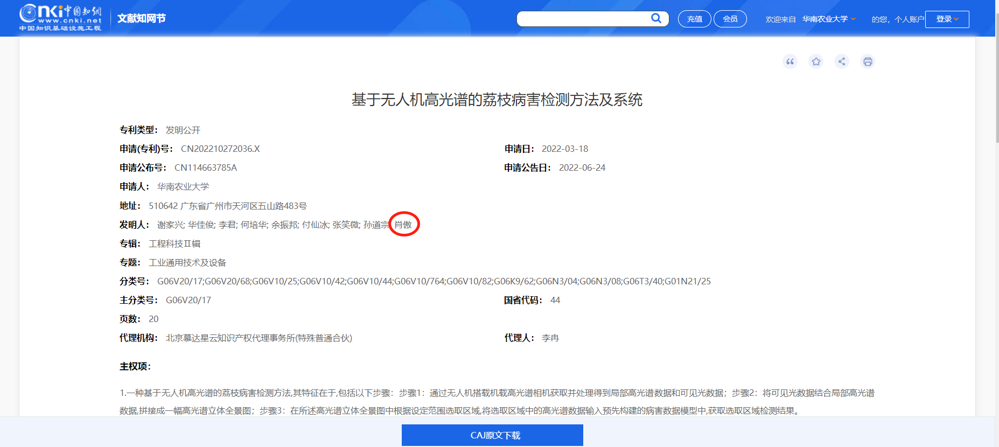 Cnki中国知网
www.cnki.net
中国知识基础设施工程
文献知网节
充值
会员
欢迎来自 华南农业大学 的您，个人账户
登录
基于无人机高光谱的荔枝病害检测方法及系统
专利类型： 发明公开
申请(专利)号： CN202210272036.X
申请日： 2022-03-18
申请公布号： CN114663785A
申请公告日： 2022-06-24
申请人： 华南农业大学
地址： 510642 广东省广州市天河区五山路483号
发明人： 谢家兴; 华佳俊; 李君; 何培华; 余振邦; 付仙冰; 张笑微; 孙道宗 肖傲
专辑： 工程科技Ⅱ辑
专题： 工业通用技术及设备
分类号： G06V20/17;G06V20/68;G06V10/25;G06V10/42;G06V10/44;G06V10/764;G06V10/82;G06K9/62;G06N3/04;G06N3/08;G06T3/40;G01N21/25
主分类号： G06V20/17
国省代码： 44
页数： 20
代理机构： 北京慕达星云知识产权代理事务所(特殊普通合伙)
代理人： 李冉
主权项：
1.一种基于无人机高光谱的荔枝病害检测方法,其特征在于,包括以下步骤：步骤1：通过无人机搭载机载高光谱相机获取并处理得到局部高光谱数据和可见光数据；步骤2：将可见光数据结合局部高光谱
数据,拼接成一幅高光谱立体全景图；步骤3：在所述高光谱立体全景图中根据设定范围选取区域,将选取区域中的高光谱数据输入预先构建的病害数据模型中,获取选取区域检测结果。
CAJ原文下载